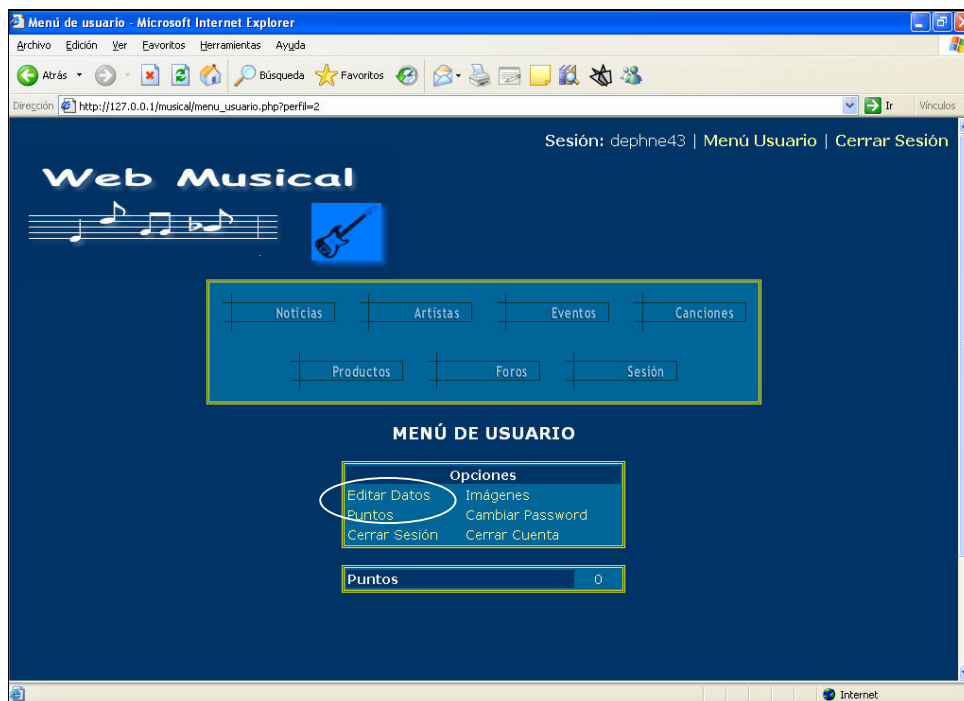 Menú de usuario - Microsoft Internet Explorer
Archivo Edición Ver Favoritos Herramientas Ayuda
Atrás Búsqueda Favoritos
Dirección http://127.0.0.1/musical/menu_usuario.php?perfil=2 Ir Vínculos
Sesión: dephne43 | Menú Usuario | Cerrar Sesión
Web Musical
Noticias Artistas Eventos Canciones
Productos Foros Sesión
MENÚ DE USUARIO
Opciones
Editar Datos Imágenes
Puntos Cambiar Password
Cerrar Sesión Cerrar Cuenta
Puntos 0
Internet